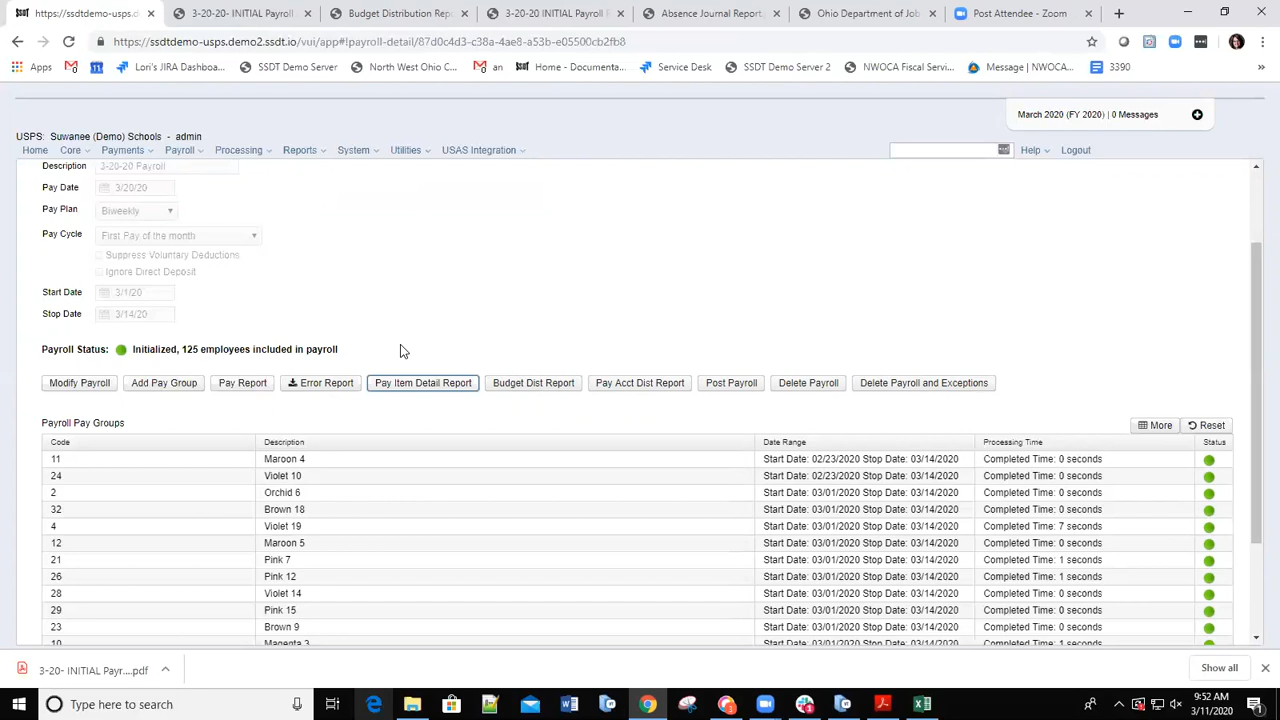 https://ssdtdemo-usps.d
3-20-20- INITIAL Payroll
Budget Distribution Repo
3-20-20 INITIAL Payroll F
Absence Journal Report
Ohio Department of Job
Post Attendee - Zoom
https://ssdtdemo-usps.demo2.ssdt.io/vui/app#!payroll-detail/87d0c4d3-c38a-4ae8-a53b-e05500cb2fb8
Apps
an
Lori's JIRA Dashboa...
SSDT Demo Server
North West Ohio C...
Home - Documenta...
Service Desk
SSDT Demo Server 2
NWOCA Fiscal Servi...
Message | NWOCA...
3390
»
March 2020 (FY 2020) | 0 Messages
USPS: Suwanee (Demo) Schools - admin
Home Core Payments Payroll Processing Reports System Utilities USAS Integration Help Logout
Description 3-20-20 Payroll
Pay Date 3/20/20
Pay Plan Biweekly
Pay Cycle First Pay of the month
Suppress Voluntary Deductions
Ignore Direct Deposit
Start Date 3/1/20
Stop Date 3/14/20
Payroll Status: Initialized, 125 employees included in payroll
Modify Payroll Add Pay Group Pay Report Error Report Pay Item Detail Report Budget Dist Report Pay Acct Dist Report Post Payroll Delete Payroll Delete Payroll and Exceptions
Payroll Pay Groups More Reset
Code Description Date Range Processing Time Status
11 Maroon 4 Start Date: 02/23/2020 Stop Date: 03/14/2020 Completed Time: 0 seconds
24 Violet 10 Start Date: 02/23/2020 Stop Date: 03/14/2020 Completed Time: 0 seconds
2 Orchid 6 Start Date: 03/01/2020 Stop Date: 03/14/2020 Completed Time: 0 seconds
32 Brown 18 Start Date: 03/01/2020 Stop Date: 03/14/2020 Completed Time: 0 seconds
4 Violet 19 Start Date: 03/01/2020 Stop Date: 03/14/2020 Completed Time: 7 seconds
12 Maroon 5 Start Date: 03/01/2020 Stop Date: 03/14/2020 Completed Time: 0 seconds
21 Pink 7 Start Date: 03/01/2020 Stop Date: 03/14/2020 Completed Time: 1 seconds
26 Pink 12 Start Date: 03/01/2020 Stop Date: 03/14/2020 Completed Time: 1 seconds
28 Violet 14 Start Date: 03/01/2020 Stop Date: 03/14/2020 Completed Time: 0 seconds
29 Pink 15 Start Date: 03/01/2020 Stop Date: 03/14/2020 Completed Time: 0 seconds
23 Brown 9 Start Date: 03/01/2020 Stop Date: 03/14/2020 Completed Time: 0 seconds
10 Magenta 3 Start Date: 03/01/2020 Stop Date: 03/14/2020 Completed Time: 1 seconds
3-20- INITIAL Payr....pdf
Show all
Type here to search
9:52 AM
3/11/2020